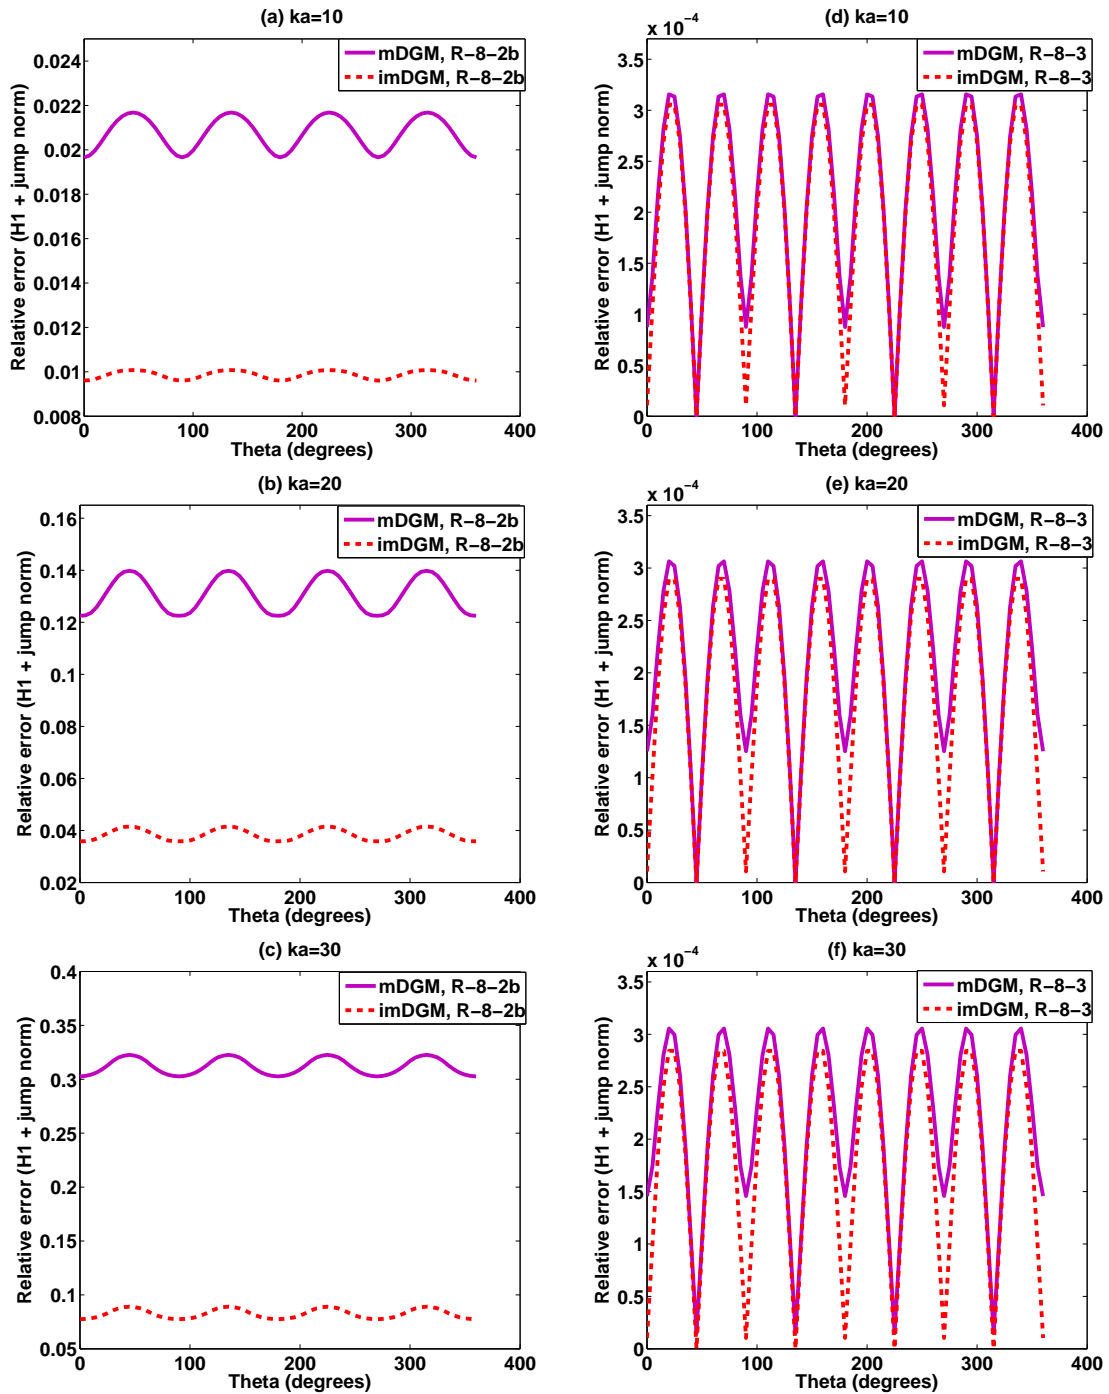 (a) ka=10
Relative error (H1 + jump norm)
0.024
0.022
0.02
0.018
0.016
0.014
0.012
0.01
0.008
mDGM, R-8-2b
imDGM, R-8-2b
0 100 200 300 400
Theta (degrees)
(d) ka=10
x 10⁻⁴
Relative error (H1 + jump norm)
3.5
3
2.5
2
1.5
1
0.5
0
mDGM, R-8-3
imDGM, R-8-3
0 100 200 300 400
Theta (degrees)
(b) ka=20
Relative error (H1 + jump norm)
0.16
0.14
0.12
0.1
0.08
0.06
0.04
0.02
mDGM, R-8-2b
imDGM, R-8-2b
0 100 200 300 400
Theta (degrees)
(e) ka=20
x 10⁻⁴
Relative error (H1 + jump norm)
3.5
3
2.5
2
1.5
1
0.5
0
mDGM, R-8-3
imDGM, R-8-3
0 100 200 300 400
Theta (degrees)
(c) ka=30
Relative error (H1 + jump norm)
0.4
0.35
0.3
0.25
0.2
0.15
0.1
0.05
mDGM, R-8-2b
imDGM, R-8-2b
0 100 200 300 400
Theta (degrees)
(f) ka=30
x 10⁻⁴
Relative error (H1 + jump norm)
3.5
3
2.5
2
1.5
1
0.5
0
mDGM, R-8-3
imDGM, R-8-3
0 100 200 300 400
Theta (degrees)